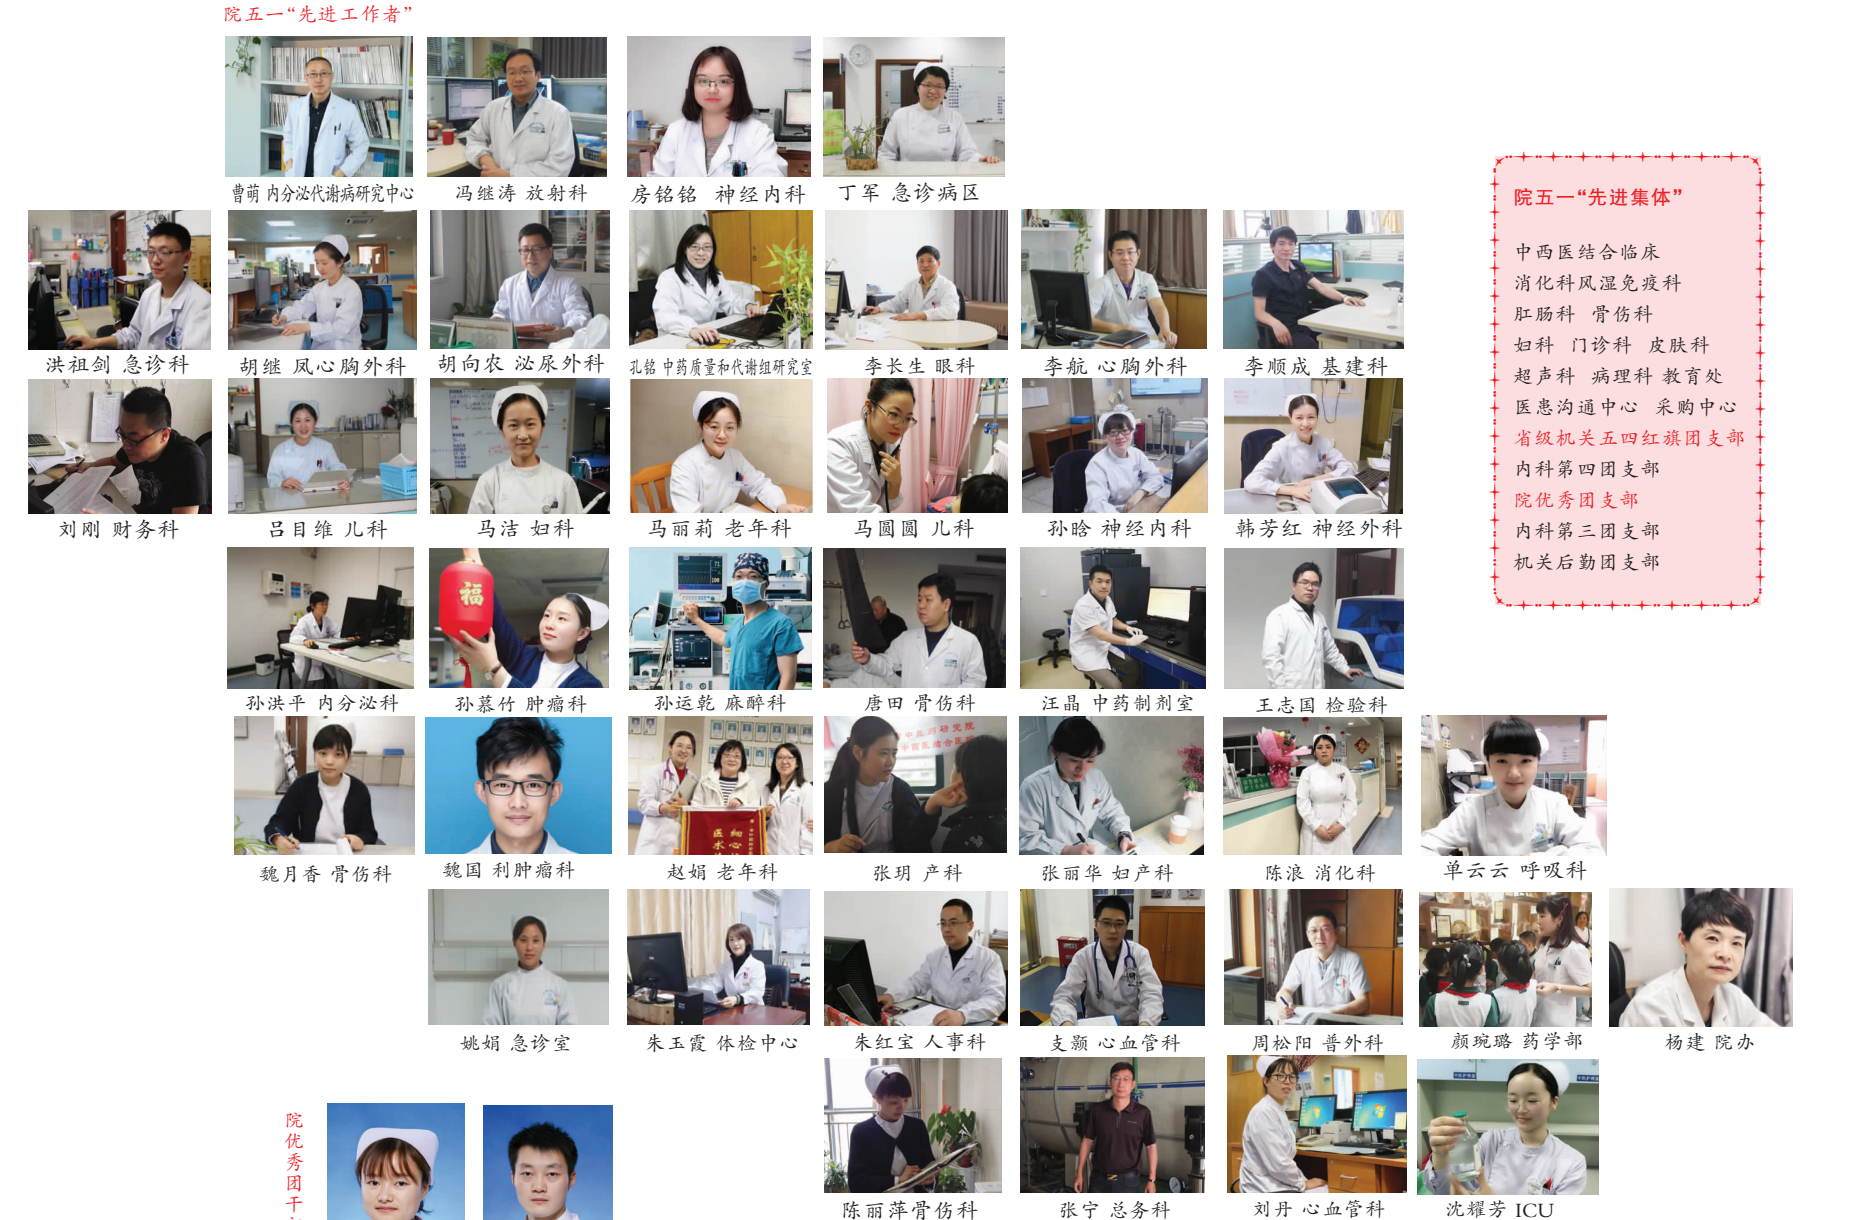 院五一“先进工作者”
曹萌 内分泌代谢病研究中心
冯继涛 放射科
房铭铭 神经内科
丁军 急诊病区
洪祖剑 急诊科
胡继 凤心胸外科
胡向农 泌尿外科
孔铭 中药质量和代谢组研究室
李长生 眼科
李航 心胸外科
李顺成 基建科
刘刚 财务科
吕目维 儿科
马洁 妇科
马丽莉 老年科
马圆圆 儿科
孙晗 神经内科
韩芳红 神经外科
福
孙洪平 内分泌科
孙慕竹 肿瘤科
孙运乾 麻醉科
唐田 骨伤科
汪晶 中药制剂室
王志国 检验科
中医药研究院
中西医结合医院
魏月香 骨伤科
魏国 利肿瘤科
赵娟 老年科
张玥 产科
张丽华 妇产科
陈浪 消化科
单云云 呼吸科
姚娟 急诊室
朱玉霞 体检中心
朱红宝 人事科
支颢 心血管科
周松阳 普外科
颜琬璐 药学部
杨建 院办
陈丽萍骨伤科
张宁 总务科
刘丹 心血管科
沈耀芳 ICU
院五一“先进集体”
中西医结合临床
消化科风湿免疫科
肛肠科 骨伤科
妇科 门诊科 皮肤科
超声科 病理科 教育处
医患沟通中心 采购中心
省级机关五四红旗团支部
内科第四团支部
院优秀团支部
内科第三团支部
机关后勤团支部
院优秀团干